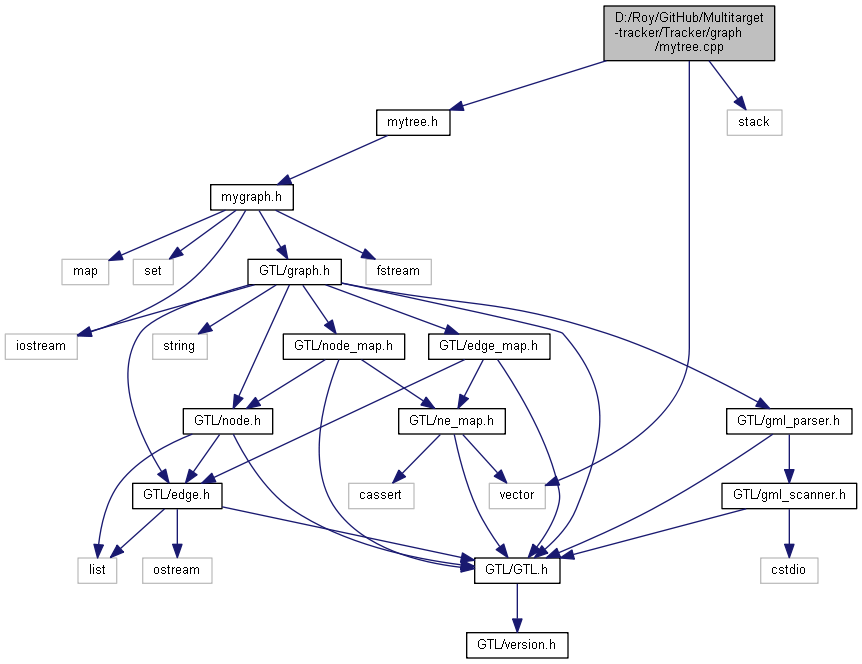 D:/Roy/GitHub/Multitarget
-tracker/Tracker/graph
/mytree.cpp
mytree.h
stack
mygraph.h
map
set
GTL/graph.h
fstream
iostream
string
GTL/node_map.h
GTL/edge_map.h
GTL/node.h
GTL/ne_map.h
GTL/gml_parser.h
GTL/edge.h
cassert
vector
GTL/gml_scanner.h
list
ostream
GTL/GTL.h
cstdio
GTL/version.h